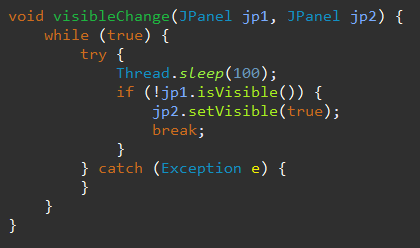 void visibleChange(JPanel jp1, JPanel jp2) {
    while (true) {
        try {
            Thread.sleep(100);
            if (!jp1.isVisible()) {
                jp2.setVisible(true);
                break;
            }
        } catch (Exception e) {
        }
    }
}